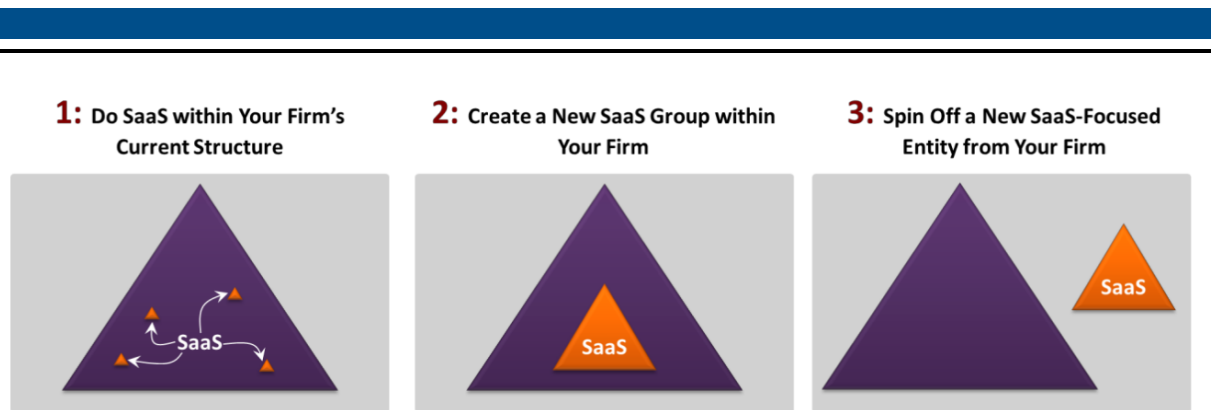 1: Do SaaS within Your Firm's
Current Structure
2: Create a New SaaS Group within
Your Firm
3: Spin Off a New SaaS-Focused
Entity from Your Firm
SaaS
SaaS
SaaS